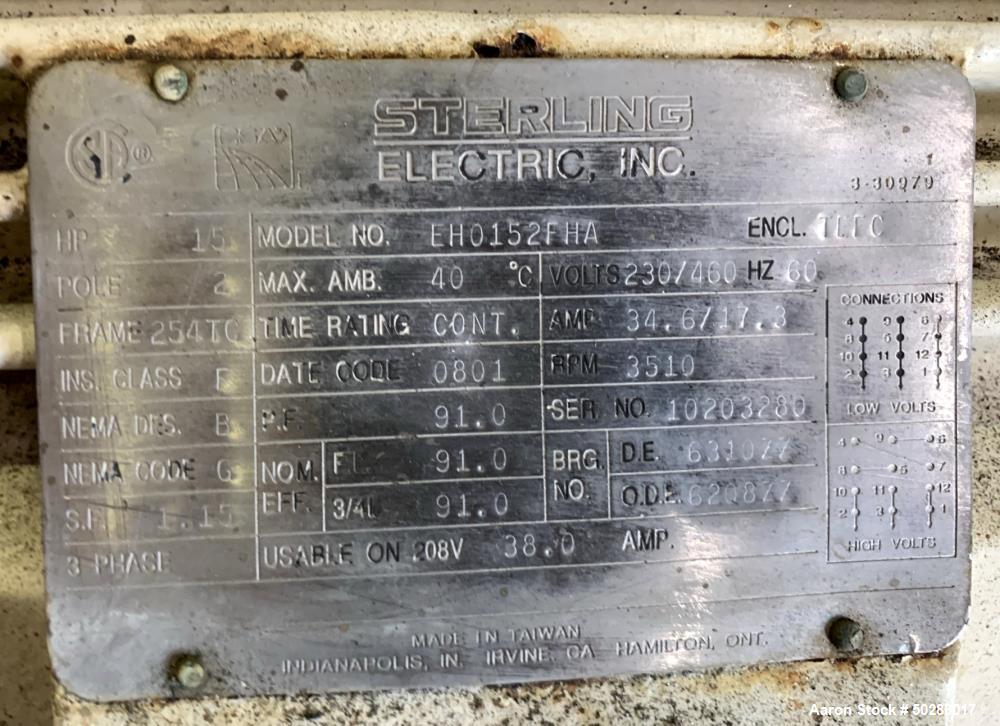 STERLING
ELECTRIC, INC.
3-30979
HP 15 MODEL NO. EH0152FHA ENCL.
POLE 2 MAX. AMB. 40 °C VOLTS 230/460 HZ 60
FRAME 254TC TIME RATING CONT. AMP 34.6/17.3
INS. CLASS F DATE CODE 0801 RPM 3510
NEMA DES. B P.F. 91.0 SER. NO. 10203280
NEMA CODE G NOM. EFF. F.L. 91.0 BRG. NO. D.E. 6310ZZ
S.F. 1.15 3/4L 91.0 O.D.E. 6208ZZ
3 PHASE USABLE ON 208V 38.0 AMP.
CONNECTIONS
4 9 6
8 5 7
10 11 12
2 3 1
LOW VOLTS
4 9 6
8 5 7
10 11 12
2 3 1
HIGH VOLTS
MADE IN TAIWAN
INDIANAPOLIS, IN. IRVINE, CA HAMILTON, ONT.
Aaron Stock # 50288017